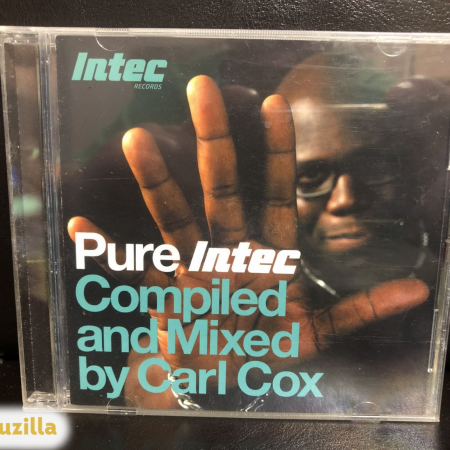 Intec
RECORDS
Pure Intec
Compiled
and Mixed
by Carl Cox
uzilla